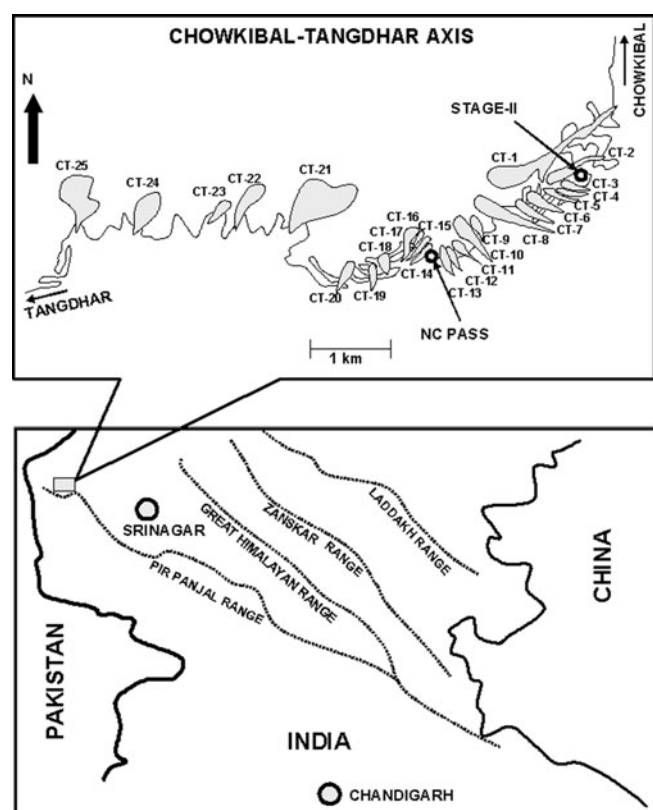 CHOWKIBAL-TANGDHAR AXIS
CHOWKIBAL
N
STAGE-II
CT-25
CT-24
CT-23
CT-22
CT-21
CT-1
CT-2
CT-3
CT-4
CT-5
CT-6
CT-7
CT-8
CT-9
CT-10
CT-11
CT-12
CT-13
CT-14
CT-15
CT-16
CT-17
CT-18
CT-19
CT-20
TANGDHAR
NC PASS
1 km
SRINAGAR
LADDAKH RANGE
ZANSKAR RANGE
GREAT HIMALAYAN RANGE
PIR PANJAL RANGE
CHINA
PAKISTAN
INDIA
CHANDIGARH